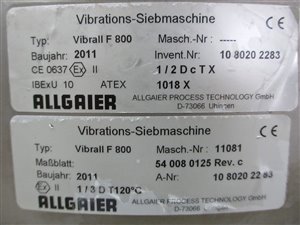 Vibrations-Siebmaschine
Typ: Vibrall F 800 Masch.-Nr -----
Baujahr: 2011 Invent.Nr: 10 8020 2283
CE 0637 Ex II 1/2 D c T X
IBExU 10 ATEX 1018 X
ALLGAIER ALLGAIER PROCESS TECHNOLOGY GmbH
D-73066 Uhingen
Vibrations-Siebmaschine
Typ: Vibrall F 800 Masch.-Nr: 11081
Maßblatt: 54 008 0125 Rev. c
Baujahr: 2011 A-Nr: 10 8020 2283
Ex II 1/3 D T120°C
ALLGAIER ALLGAIER PROCESS TECHNOLOGY GmbH
D-73066 Uhingen